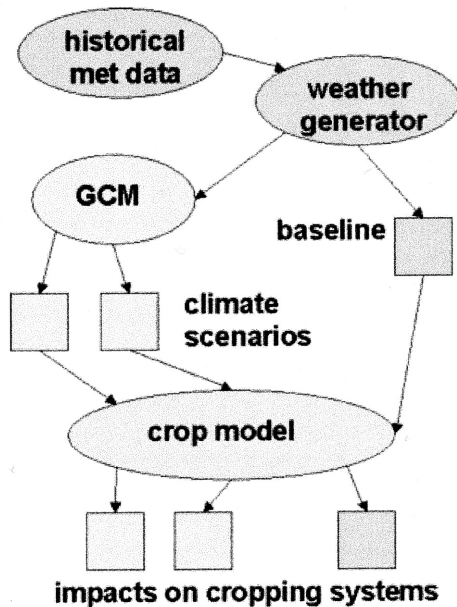 historical
met data
weather
generator
GCM
baseline
climate
scenarios
crop model
impacts on cropping systems